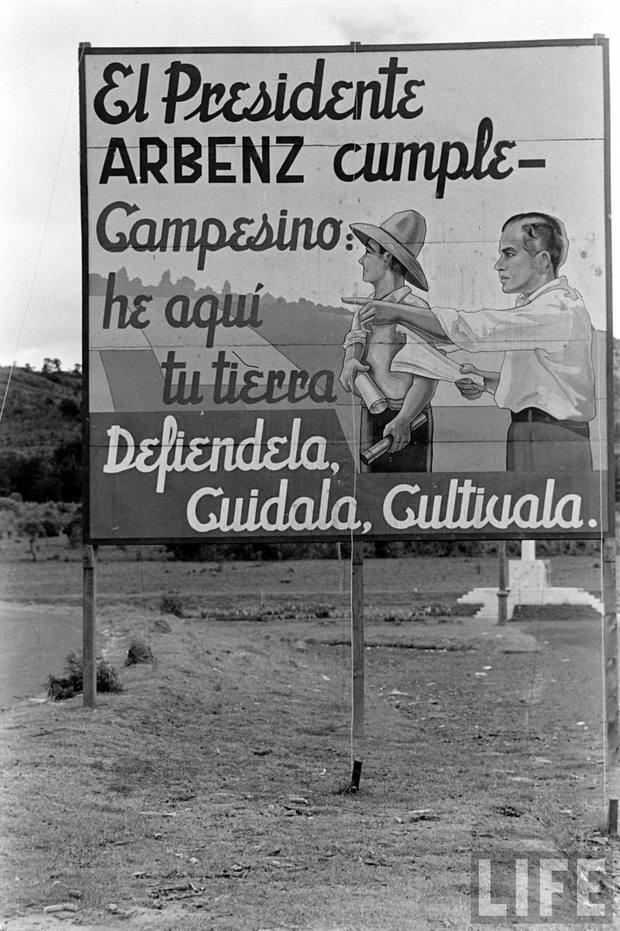 El Presidente
ARBENZ cumple-
Campesino:
he aquí
tu tierra
Defiendela,
Cuidala, Cultivala.
LIFE